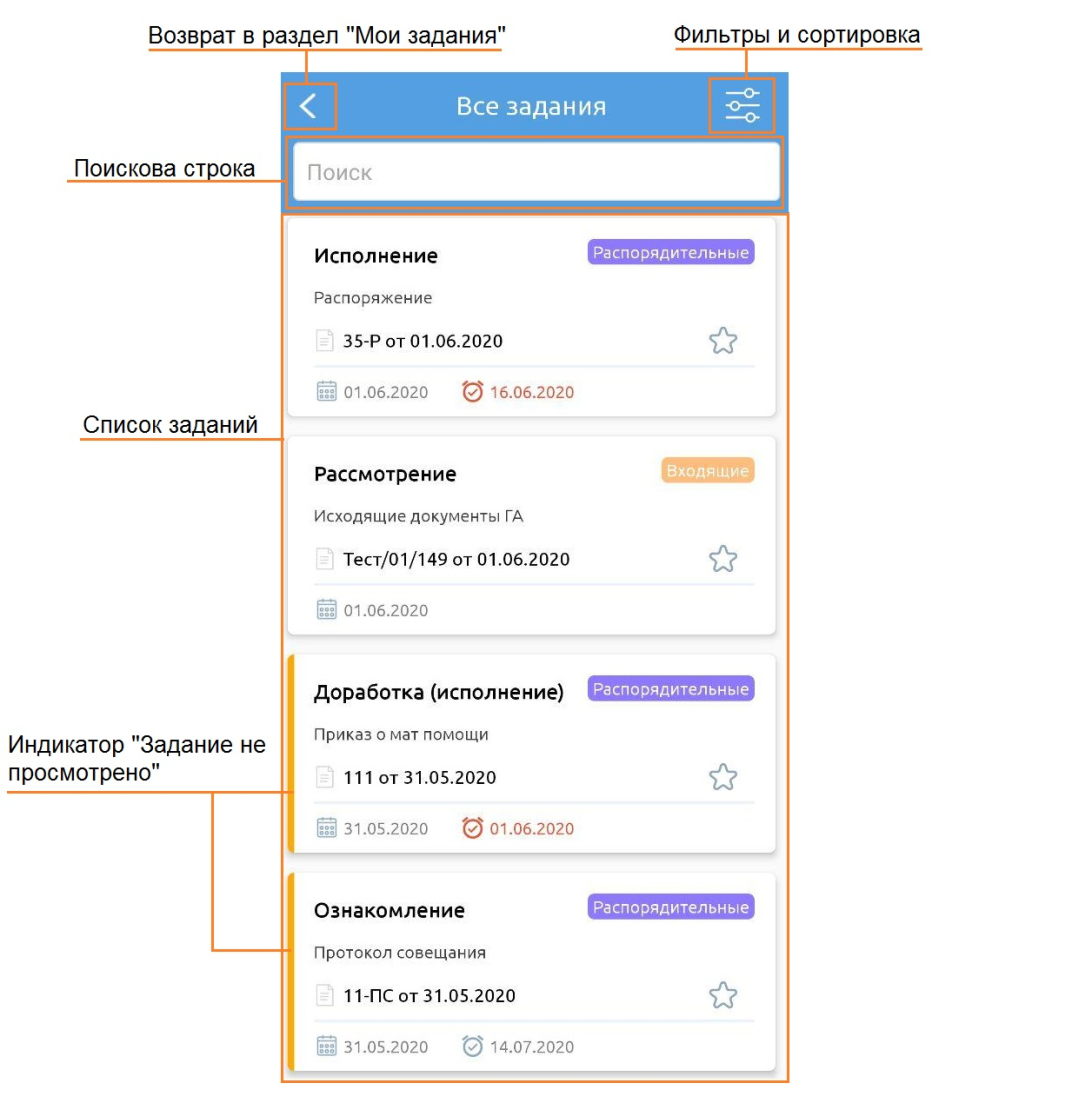 Возврат в раздел "Мои задания"
Фильтры и сортировка
Все задания
Поискова строка
Поиск
Исполнение
Распорядительные
Распоряжение
35-Р от 01.06.2020
01.06.2020
16.06.2020
Список заданий
Рассмотрение
Входящие
Исходящие документы ГА
Тест/01/149 от 01.06.2020
01.06.2020
Доработка (исполнение)
Распорядительные
Приказ о мат помощи
Индикатор "Задание не
просмотрено"
111 от 31.05.2020
31.05.2020
01.06.2020
Ознакомление
Распорядительные
Протокол совещания
11-ПС от 31.05.2020
31.05.2020
14.07.2020